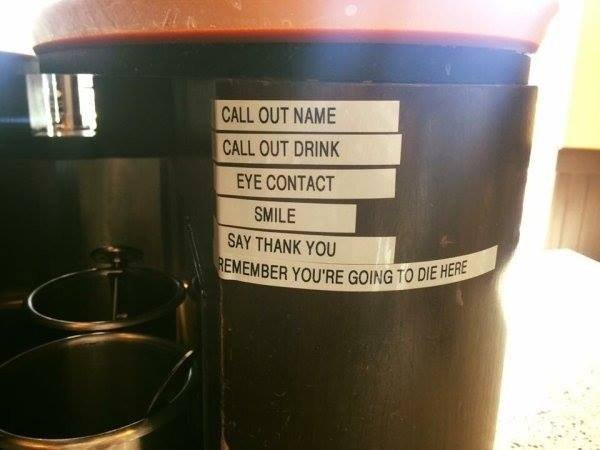 CALL OUT NAME
CALL OUT DRINK
EYE CONTACT
SMILE
SAY THANK YOU
REMEMBER YOU'RE GOING TO DIE HERE